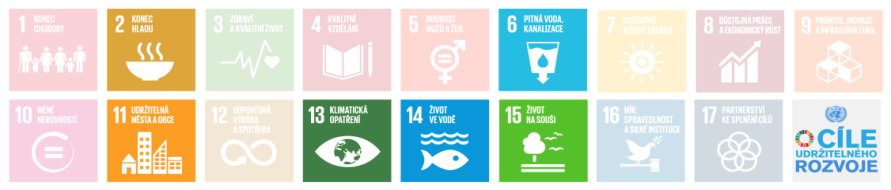 1 KONEC
CHUDOBY
2 KONEC
HLADU
3 ZDRAVÍ
A KVALITNÍ ŽIVOT
4 KVALITNÍ
VZDĚLÁNÍ
5 ROVNOST
MUŽŮ A ŽEN
6 PITNÁ VODA,
KANALIZACE
7 DOSTUPNÉ
A ČISTÉ ENERGIE
8 DŮSTOJNÁ PRÁCE
A EKONOMICKÝ RŮST
9 PRŮMYSL, INOVACE
A INFRASTRUKTURA
10 MÉNĚ
NEROVNOSTÍ
11 UDRŽITELNÁ
MĚSTA A OBCE
12 ODPOVĚDNÁ
VÝROBA
A SPOTŘEBA
13 KLIMATICKÁ
OPATŘENÍ
14 ŽIVOT
VE VODĚ
15 ŽIVOT
NA SOUŠI
16 MÍR,
SPRAVEDLNOST
A SILNÉ INSTITUCE
17 PARTNERSTVÍ
KE SPLNĚNÍ CÍLŮ
CÍLE
UDRŽITELNÉHO
ROZVOJE